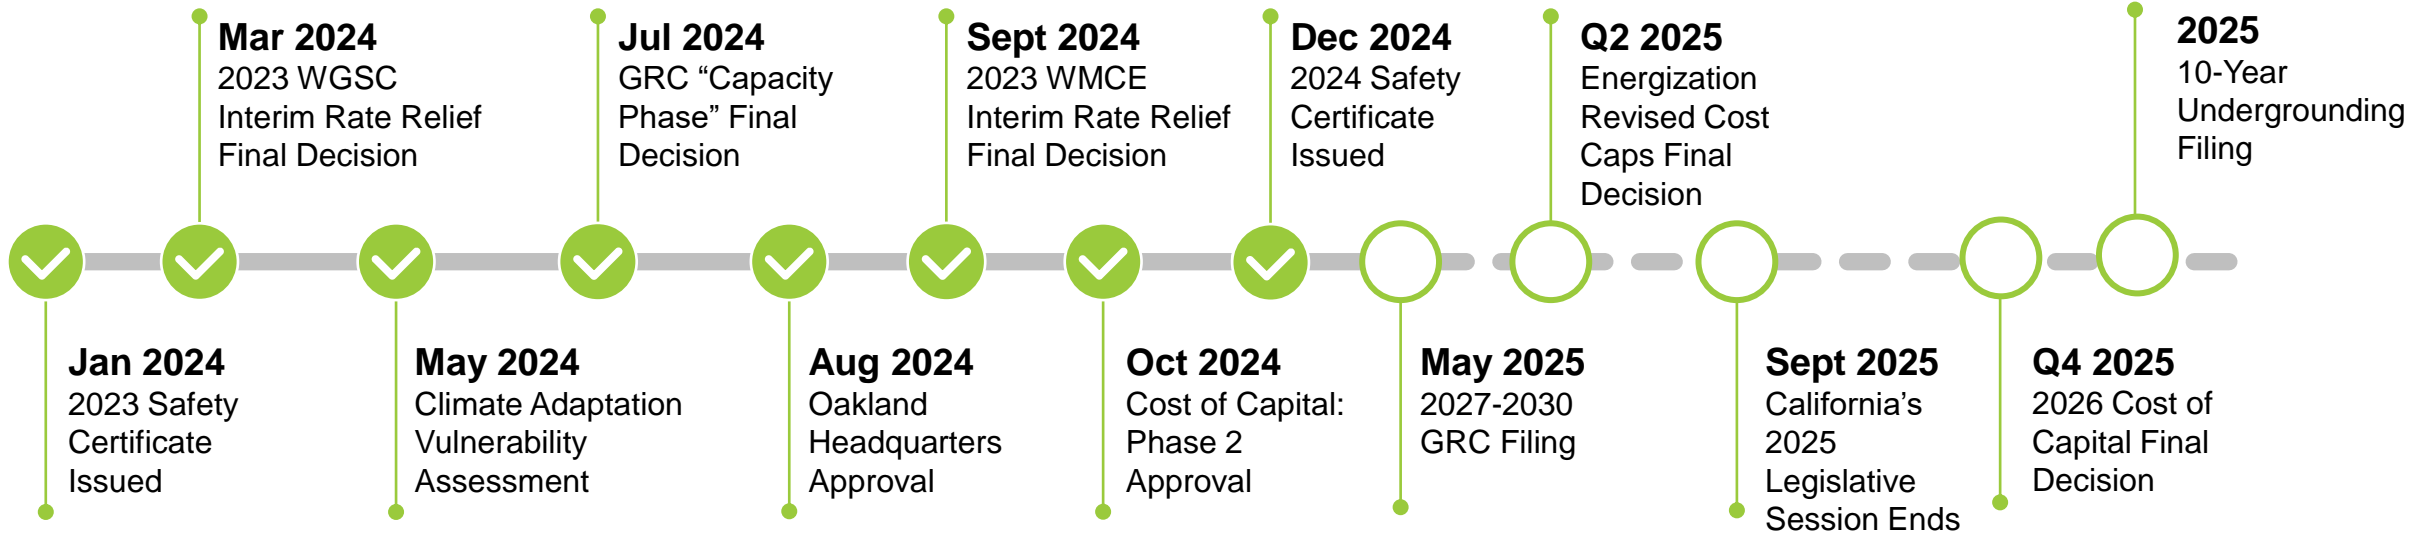 Mar 2024
2023 WGSC
Interim Rate Relief
Final Decision
Jul 2024
GRC “Capacity
Phase” Final
Decision
Sept 2024
2023 WMCE
Interim Rate Relief
Final Decision
Dec 2024
2024 Safety
Certificate
Issued
Q2 2025
Energization
Revised Cost
Caps Final
Decision
2025
10-Year
Undergrounding
Filing
Jan 2024
2023 Safety
Certificate
Issued
May 2024
Climate Adaptation
Vulnerability
Assessment
Aug 2024
Oakland
Headquarters
Approval
Oct 2024
Cost of Capital:
Phase 2
Approval
May 2025
2027-2030
GRC Filing
Sept 2025
California’s
2025
Legislative
Session Ends
Q4 2025
2026 Cost of
Capital Final
Decision